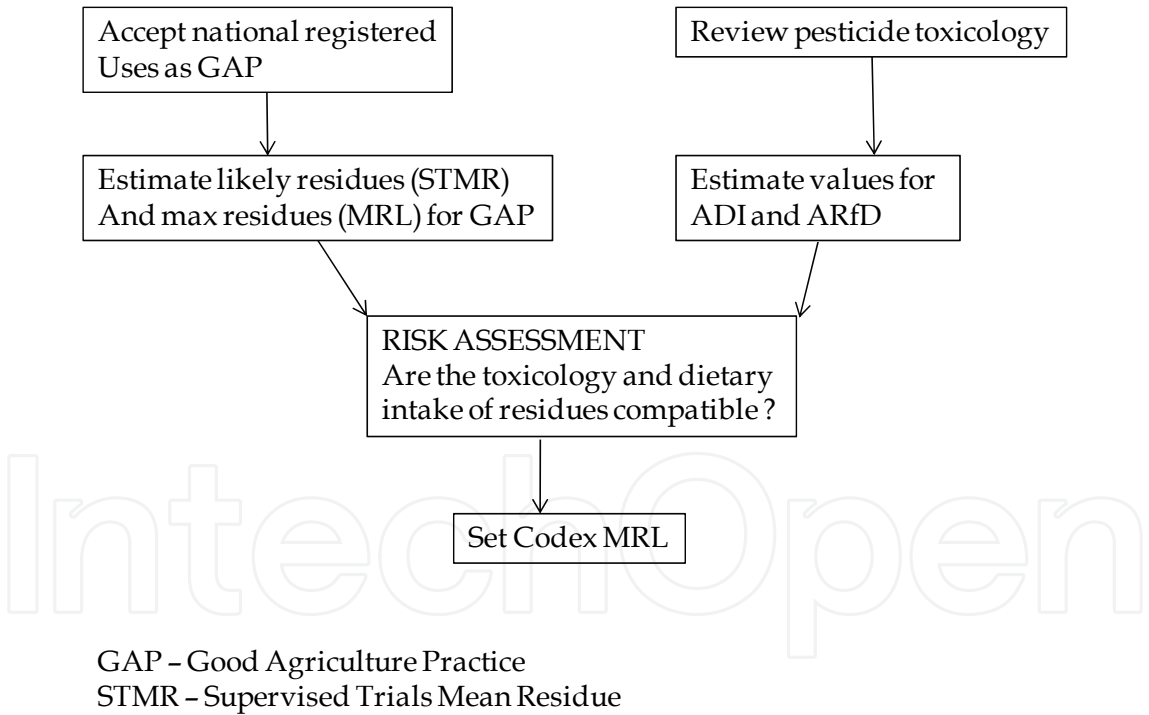 Accept national registered
Uses as GAP
Review pesticide toxicology
Estimate likely residues (STMR)
And max residues (MRL) for GAP
Estimate values for
ADI and ARfD
RISK ASSESSMENT
Are the toxicology and dietary
intake of residues compatible ?
Set Codex MRL
IntechOpen
GAP – Good Agriculture Practice
STMR – Supervised Trials Mean Residue